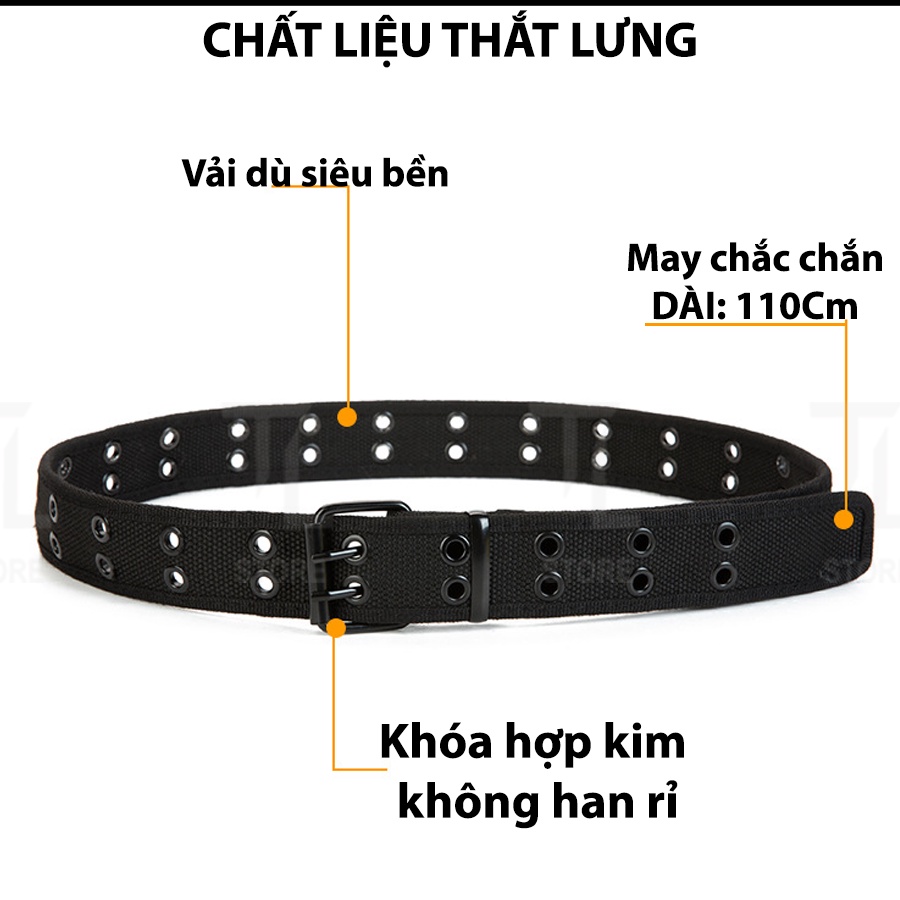 CHẤT LIỆU THẮT LƯNG
Vải dù siêu bền
May chắc chắn
DÀI: 110Cm
STORE
STORE
STORE
Khóa hợp kim
không han rỉ